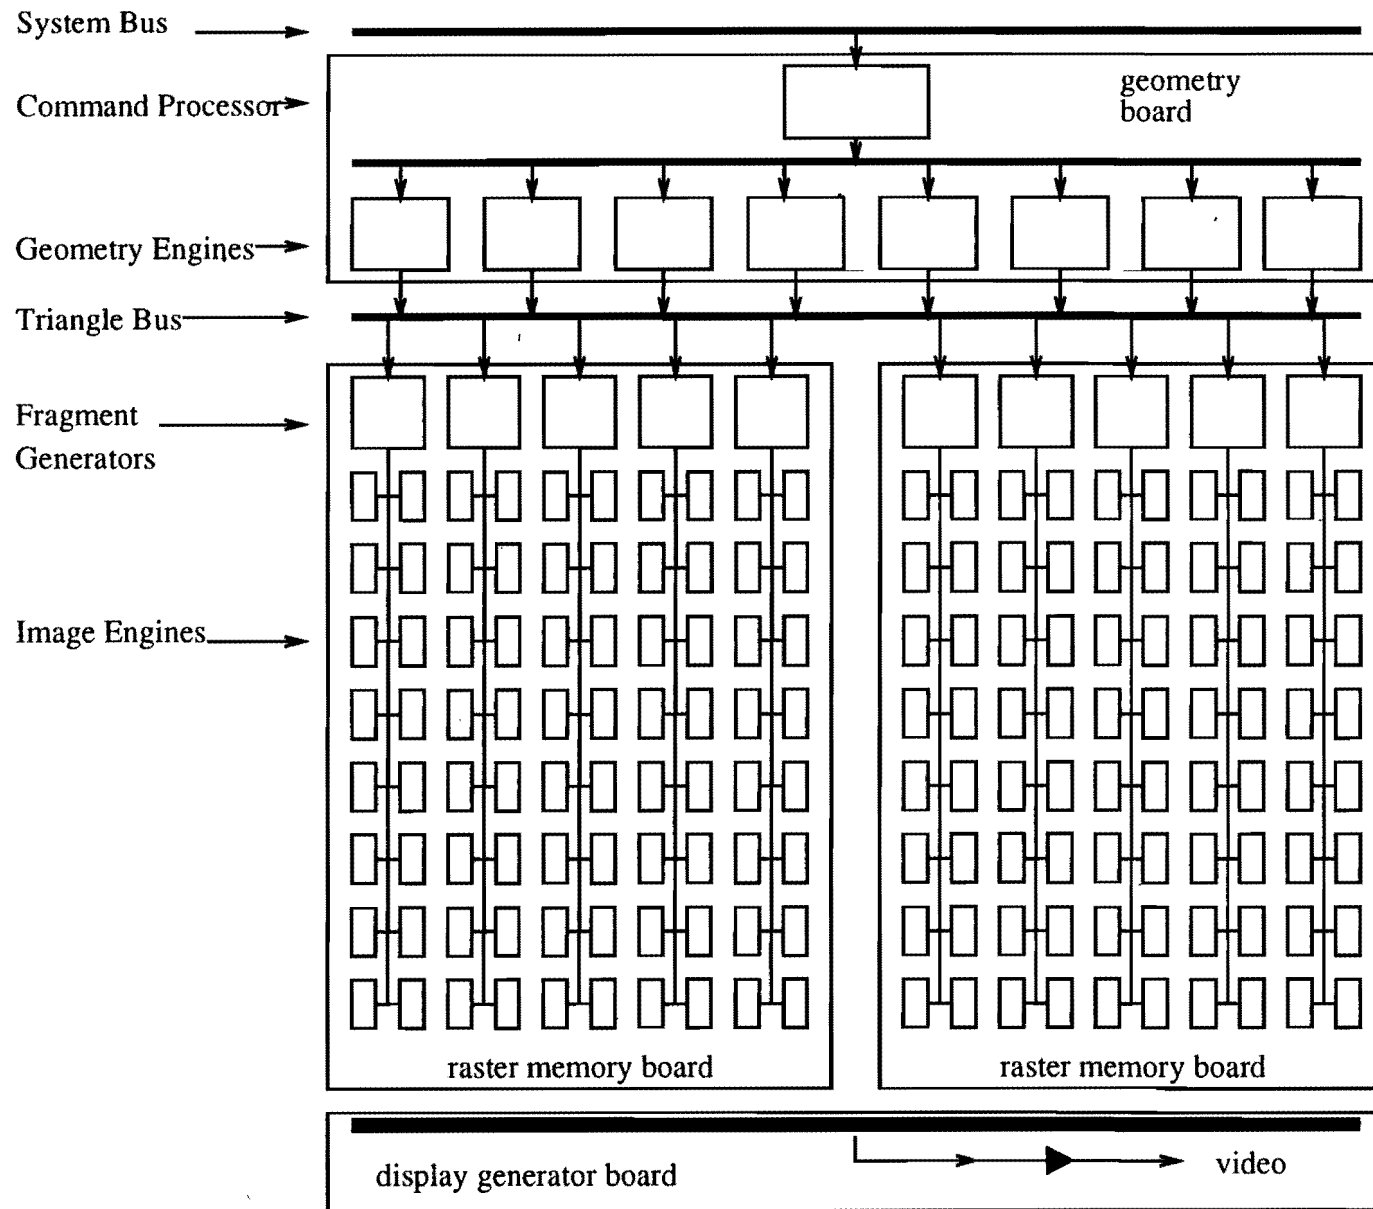 System Bus
Command Processor
geometry
board
Geometry Engines
Triangle Bus
Fragment
Generators
Image Engines
raster memory board
raster memory board
display generator board
video